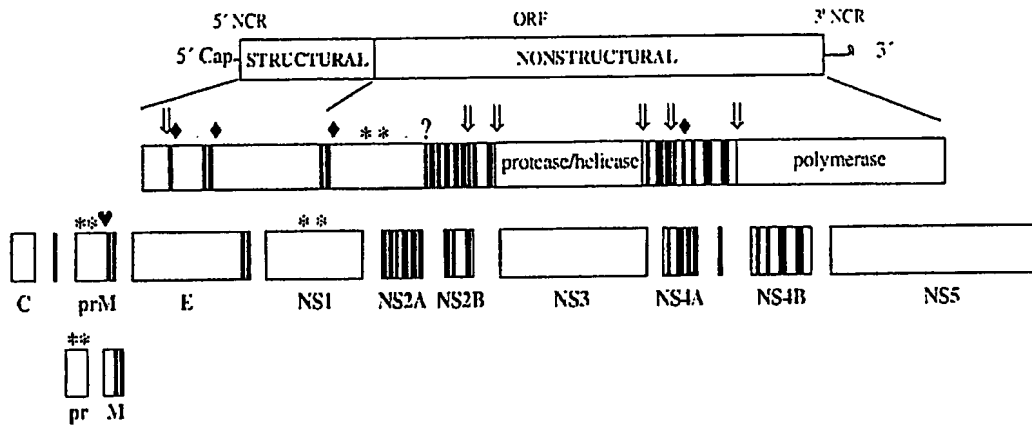 5´ NCR ORF 3´ NCR
5´ Cap STRUCTURAL NONSTRUCTURAL 3´
** ?
protease/helicase polymerase
** **
C prM E NS1 NS2A NS2B NS3 NS4A NS4B NS5
**
pr M